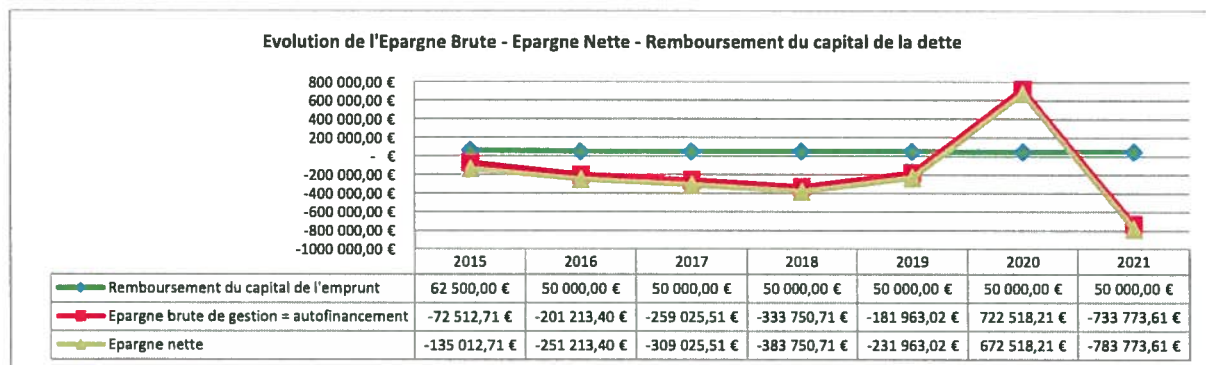 Evolution de l'Epargne Brute - Epargne Nette - Remboursement du capital de la dette
800 000,00 €
600 000,00 €
400 000,00 €
200 000,00 €
- €
-200 000,00 €
-400 000,00 €
-600 000,00 €
-800 000,00 €
-1000 000,00 €
2015 2016 2017 2018 2019 2020 2021
Remboursement du capital de l'emprunt 62 500,00 € 50 000,00 € 50 000,00 € 50 000,00 € 50 000,00 € 50 000,00 € 50 000,00 €
Epargne brute de gestion = autofinancement -72 512,71 € -201 213,40 € -259 025,51 € -333 750,71 € -181 963,02 € 722 518,21 € -733 773,61 €
Epargne nette -135 012,71 € -251 213,40 € -309 025,51 € -383 750,71 € -231 963,02 € 672 518,21 € -783 773,61 €